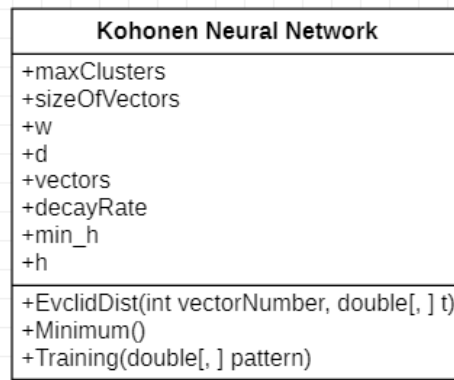 Kohonen Neural Network
+maxClusters
+sizeOfVectors
+w
+d
+vectors
+decayRate
+min_h
+h
+EvclidDist(int vectorNumber, double[, ] t)
+Minimum()
+Training(double[, ] pattern)